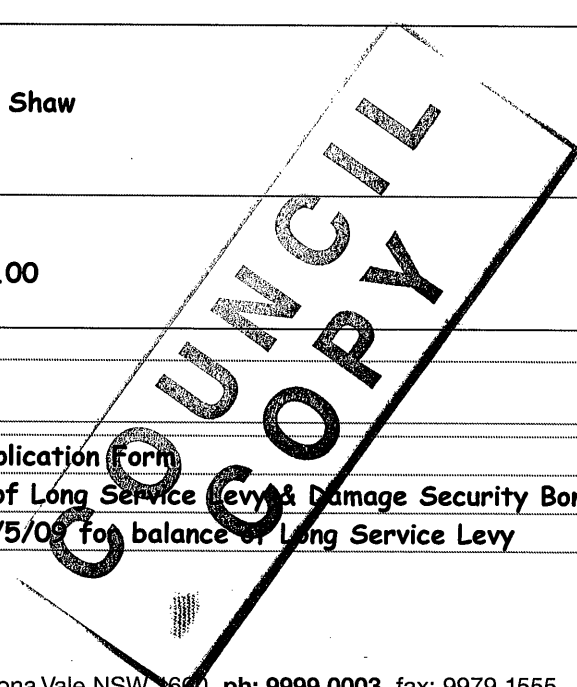 Shaw
COUNCIL
COPY
.00
plication Form
of Long Service Levy & Damage Security Bon
/5/09 for balance of Long Service Levy
ona Vale NSW 1660 ph: 9999 0003 fax: 9979 1555